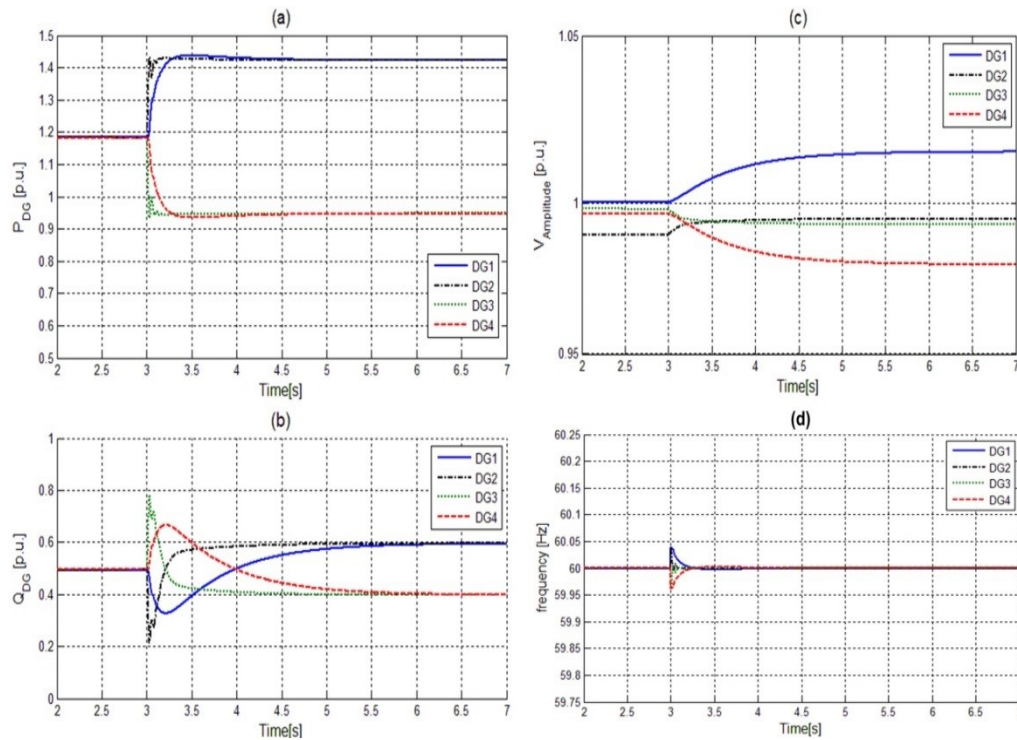 (a)
1.5
1.4
1.3
1.2
1.1
1
0.9
0.8
0.7
0.6
0.5
P_DG [p.u.]
DG1
DG2
DG3
DG4
2 2.5 3 3.5 4 4.5 5 5.5 6 6.5 7
Time[s]
(c)
1.05
1
0.95
V_Amplitude [p.u.]
DG1
DG2
DG3
DG4
2 2.5 3 3.5 4 4.5 5 5.5 6 6.5 7
Time[s]
(b)
1
0.8
0.6
0.4
0.2
0
Q_DG [p.u.]
DG1
DG2
DG3
DG4
2 2.5 3 3.5 4 4.5 5 5.5 6 6.5 7
Time[s]
(d)
60.25
60.2
60.15
60.1
60.05
60
59.95
59.9
59.85
59.8
59.75
frequency [Hz]
DG1
DG2
DG3
DG4
2 2.5 3 3.5 4 4.5 5 5.5 6 6.5 7
Time[s]